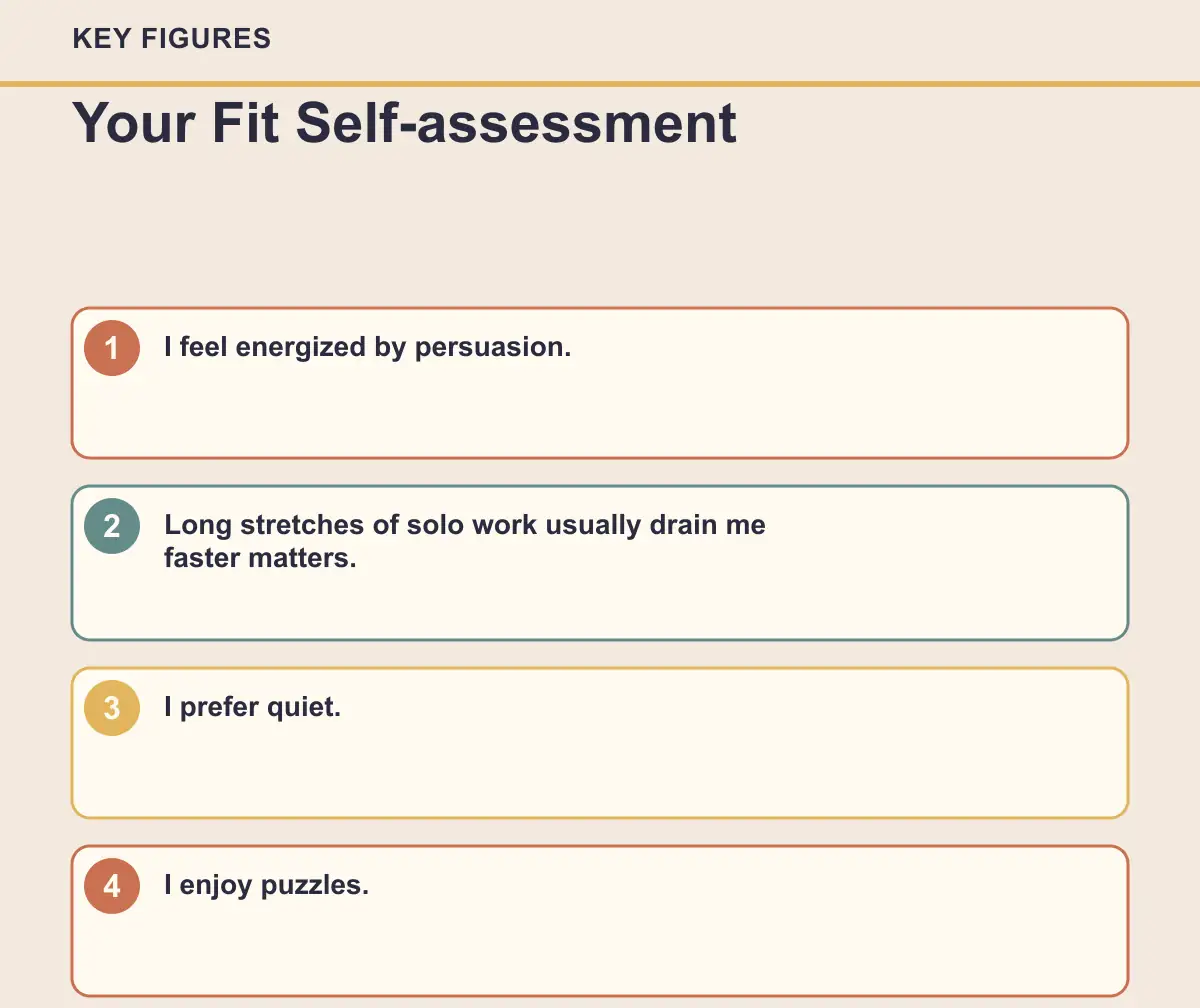 KEY FIGURES
Your Fit Self-assessment
1
I feel energized by persuasion.
2
Long stretches of solo work usually drain me
faster matters.
3
I prefer quiet.
4
I enjoy puzzles.